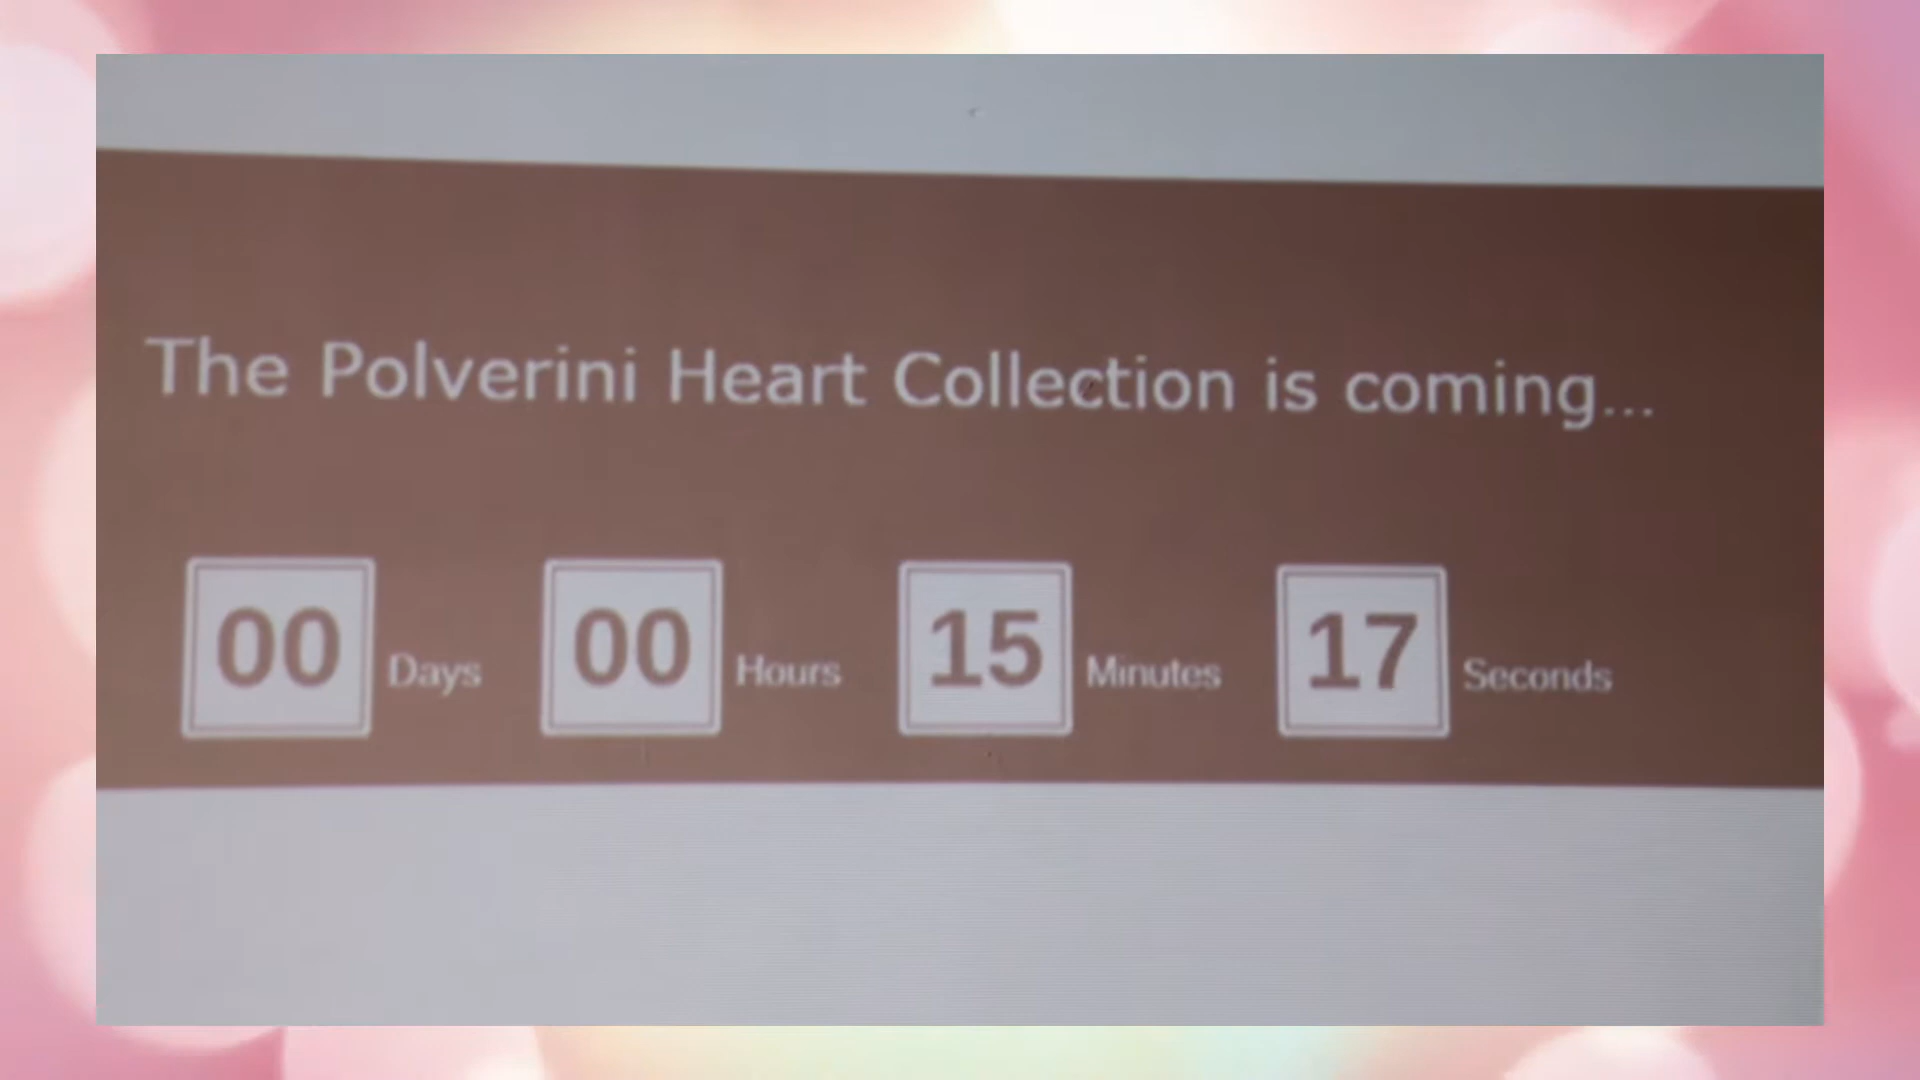 The Polverini Heart Collection is coming...
00 Days 00 Hours 15 Minutes 17 Seconds